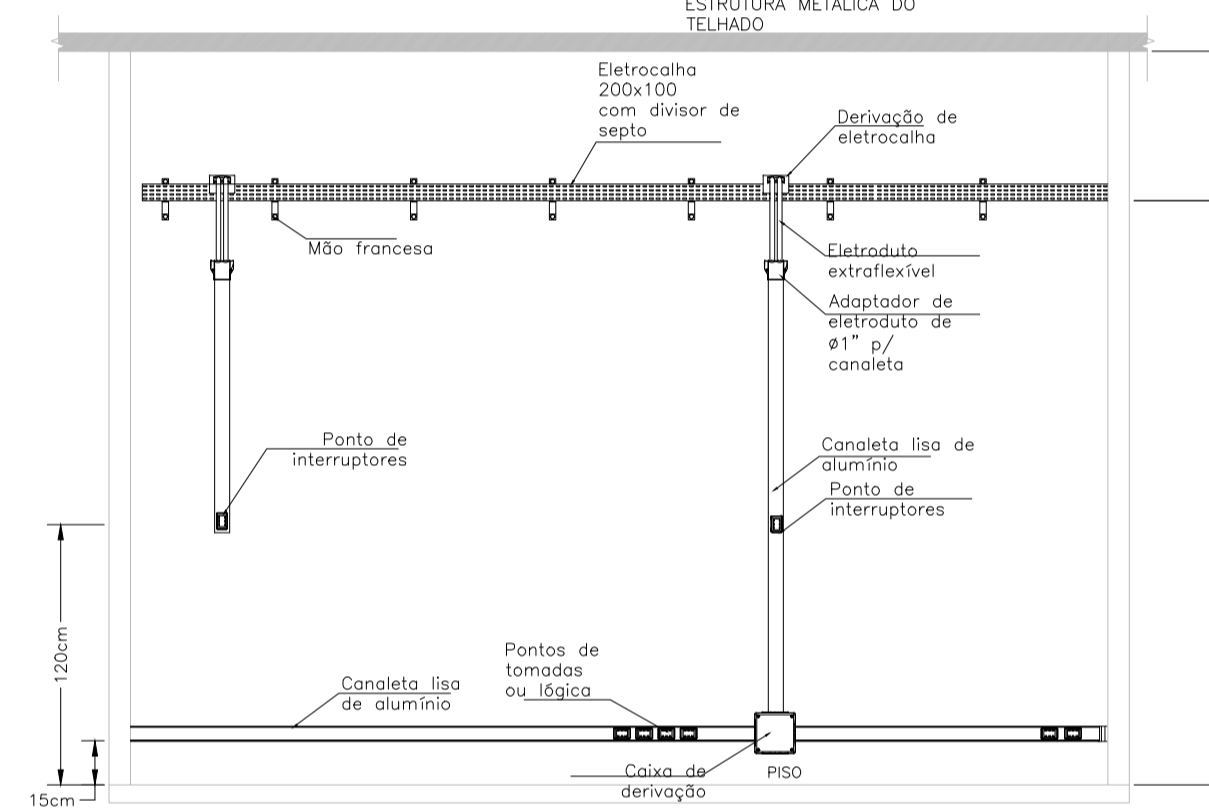 ESTRUTURA METÁLICA DO
TELHADO
Eletrocalha
200x100
com divisor de
septo
Derivação de
eletrocalha
Mão francesa
Eletroduto
extraflexível
Adaptador de
eletroduto de
ø1" p/
canaleta
Ponto de
interruptores
Canaleta lisa de
alumínio
Ponto de
interruptores
120cm
Pontos de
tomadas
ou lógica
Canaleta lisa
de alumínio
Caixa de
derivação
PISO
15cm